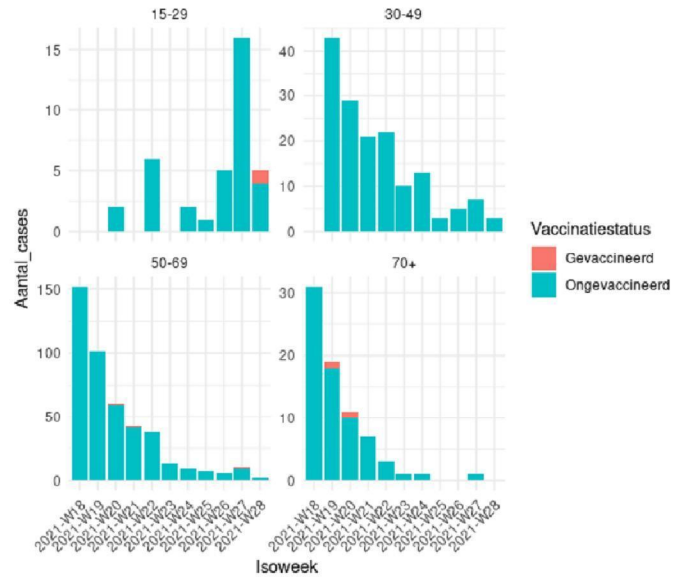 15-29
30-49
15
10
5
0
40
30
20
10
0
50-69
70+
150
100
50
0
30
20
10
0
Aantal_cases
2021-W18
2021-W19
2021-W20
2021-W21
2021-W22
2021-W23
2021-W24
2021-W25
2021-W26
2021-W27
2021-W28
2021-W18
2021-W19
2021-W20
2021-W21
2021-W22
2021-W23
2021-W24
2021-W25
2021-W26
2021-W27
2021-W28
Isoweek
Vaccinatiestatus
Gevaccineerd
Ongevaccineerd